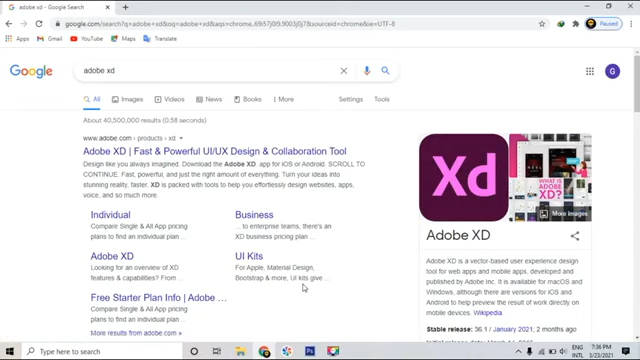 adobe xd - Google Search
google.com/search?q=adobe+xd&oq=adobe+xd&aqs=chrome..69i57j0l9.9003j0j7&sourceid=chrome&ie=UTF-8
Paused
Apps
Gmail
YouTube
Maps
Translate
Google
adobe xd
G
All
Images
Videos
News
Books
More
Settings
Tools
About 40,500,000 results (0.58 seconds)
www.adobe.com › products › xd
Adobe XD | Fast & Powerful UI/UX Design & Collaboration Tool
Design like you always imagined. Download the Adobe XD. app for iOS or Android. SCROLL TO
CONTINUE. Fast, powerful, and just the right amount of everything. Turn your ideas into
stunning reality, faster. XD is packed with tools to help you effortlessly design websites, apps,
voice, and so much more.
Individual
Compare Single & All App pricing
plans to find an individual plan ...
Business
... to enterprise teams, there's an
XD business pricing plan ...
Adobe XD
Looking for an overview of XD
features & capabilities? From ...
UI Kits
For Apple, Material Design,
Bootstrap & more, UI kits give ...
Free Starter Plan Info | Adobe ...
Compare Single & All App pricing
plans to find an individual plan ...
More results from adobe.com »
Xd
WHAT IS
ADOBE
XD?
More images
Adobe XD
Adobe XD is a vector-based user experience design
tool for web apps and mobile apps, developed and
published by Adobe Inc. It is available for macOS and
Windows, although there are versions for iOS and
Android to help preview the result of work directly on
mobile devices. Wikipedia
Stable release: 36.1 / January 2021; 2 months ago
Type here to search
Ps
ENG
INTL
7:36 PM
3/23/2021